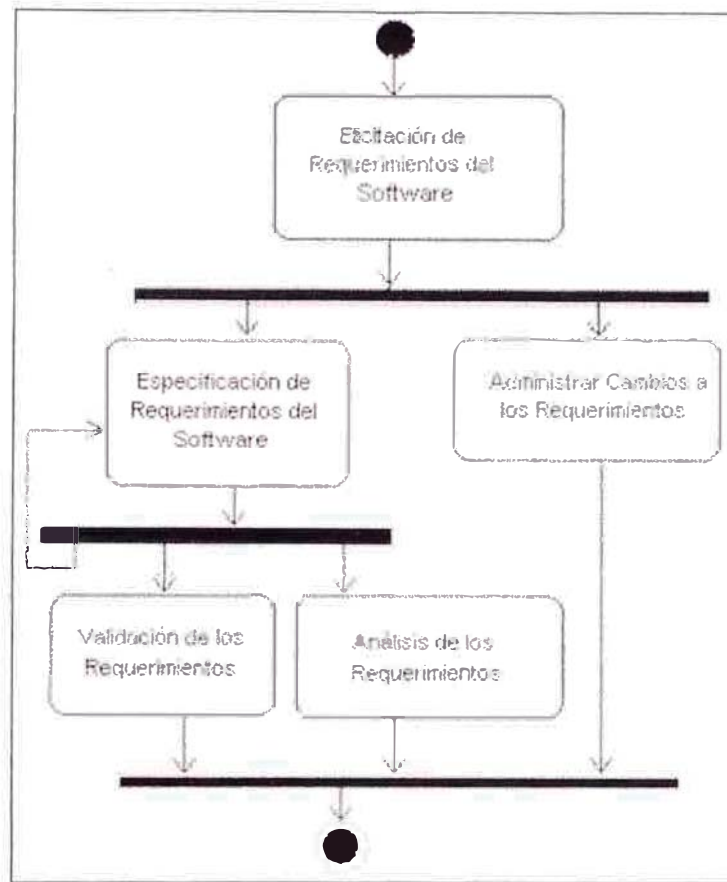 Elicitación de
Requerimientos del
Software
Especificación de
Requerimientos del
Software
Administrar Cambios a
los Requerimientos
Validación de los
Requerimientos
Análisis de los
Requerimientos